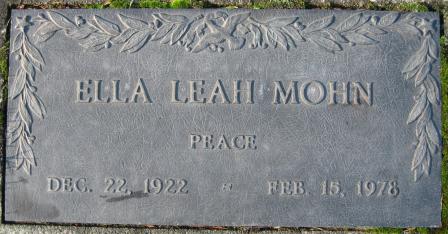 ELLA LEAH MOHN
PEACE
DEC. 22, 1922 - FEB. 15, 1978